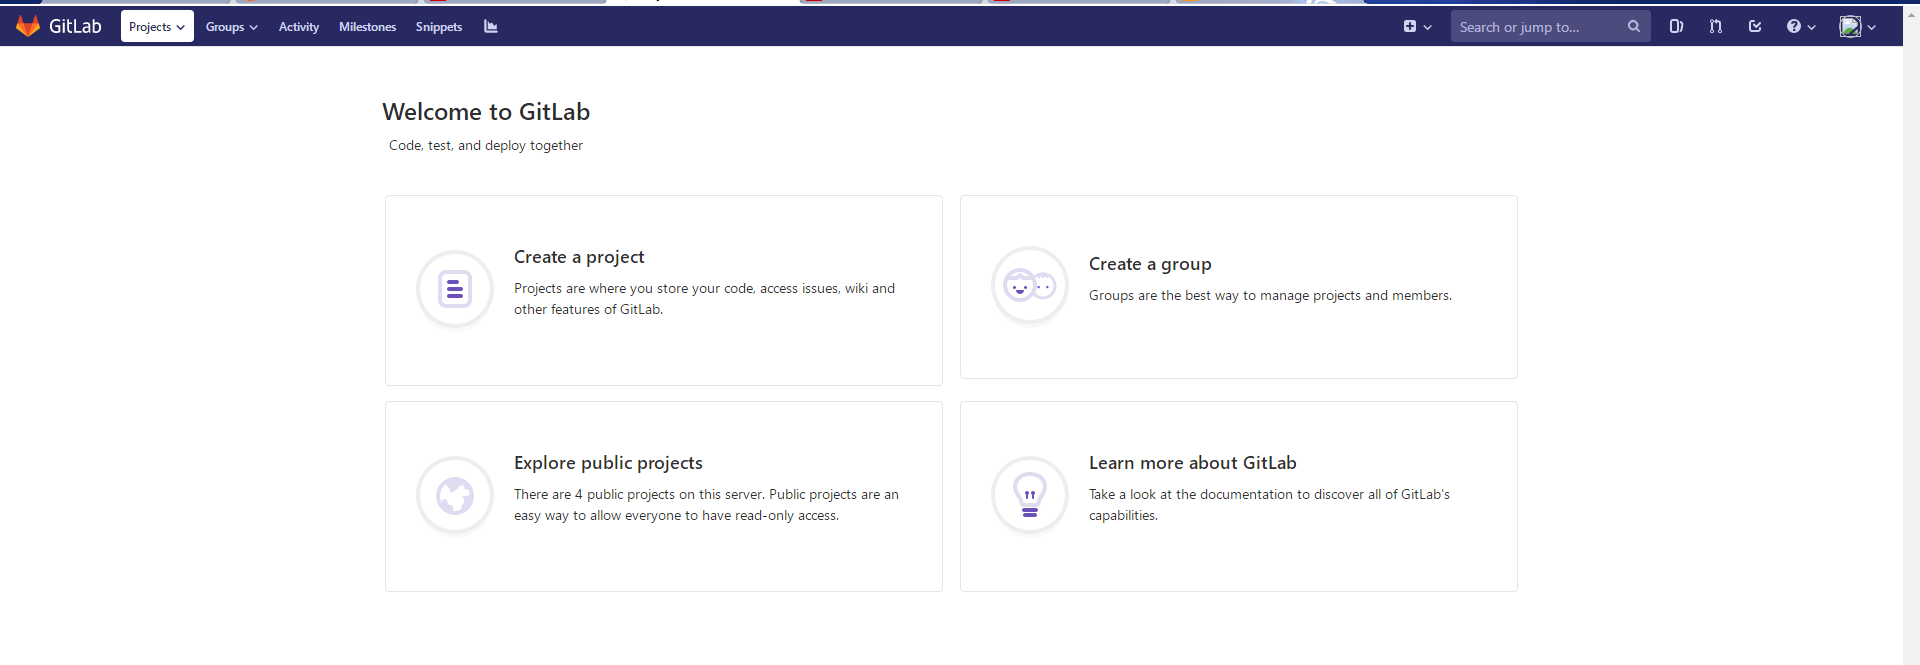 GitLab Projects Groups Activity Milestones Snippets Search or jump to...
Welcome to GitLab
Code, test, and deploy together
Create a project
Projects are where you store your code, access issues, wiki and
other features of GitLab.
Create a group
Groups are the best way to manage projects and members.
Explore public projects
There are 4 public projects on this server. Public projects are an
easy way to allow everyone to have read-only access.
Learn more about GitLab
Take a look at the documentation to discover all of GitLab's
capabilities.